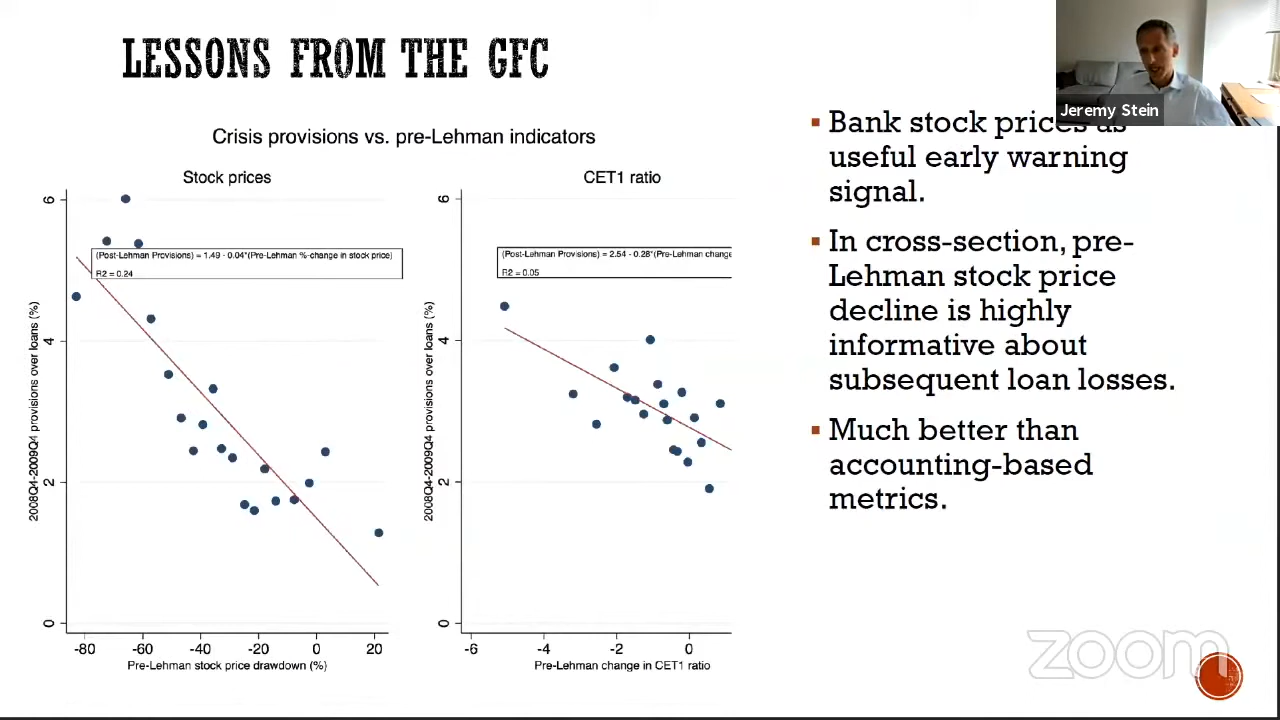 LESSONS FROM THE GFC
Jeremy Stein
Crisis provisions vs. pre-Lehman indicators
Stock prices
6
4
2
0
(Post-Lehman Provisions) = 1.49 - 0.04*(Pre-Lehman %-change in stock price)
R2 = 0.24
2008Q4-2009Q4 provisions over loans (%)
-80 -60 -40 -20 0 20
Pre-Lehman stock price drawdown (%)
CET1 ratio
6
4
2
0
(Post-Lehman Provisions) = 2.54 - 0.28*(Pre-Lehman change
R2 = 0.05
2008Q4-2009Q4 provisions over loans (%)
-6 -4 -2 0
Pre-Lehman change in CET1 ratio
▪ Bank stock prices as
useful early warning
signal.
▪ In cross-section, pre-
Lehman stock price
decline is highly
informative about
subsequent loan losses.
▪ Much better than
accounting-based
metrics.
zoom